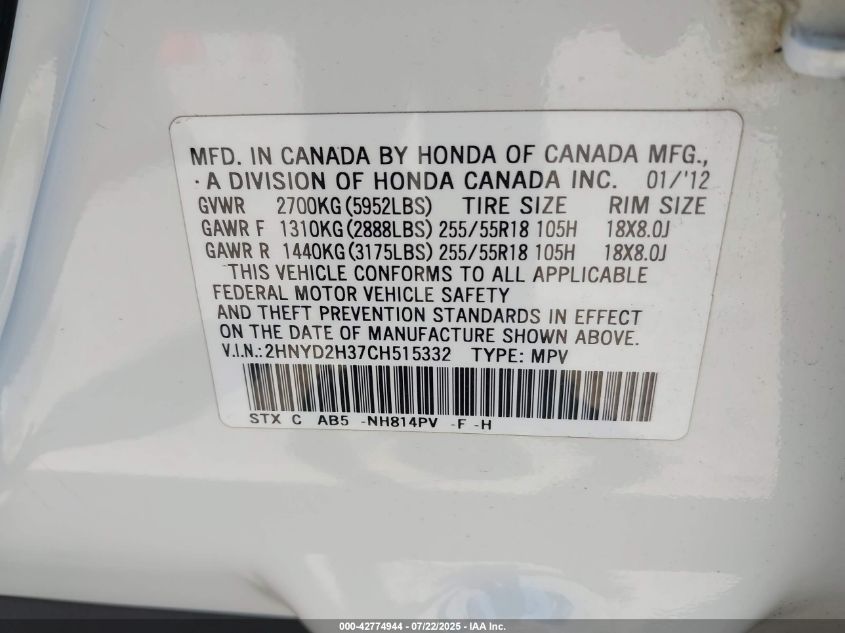 MFD. IN CANADA BY HONDA OF CANADA MFG.,
A DIVISION OF HONDA CANADA INC. 01/'12
GVWR 2700KG (5952LBS) TIRE SIZE RIM SIZE
GAWR F 1310KG (2888LBS) 255/55R18 105H 18X8.0J
GAWR R 1440KG (3175LBS) 255/55R18 105H 18X8.0J
THIS VEHICLE CONFORMS TO ALL APPLICABLE
FEDERAL MOTOR VEHICLE SAFETY
AND THEFT PREVENTION STANDARDS IN EFFECT
ON THE DATE OF MANUFACTURE SHOWN ABOVE.
V.I.N.:2HNYD2H37CH515332 TYPE: MPV
STX C AB5 -NH814PV -F -H
000-42774944 - 07/22/2025 - IAA Inc.